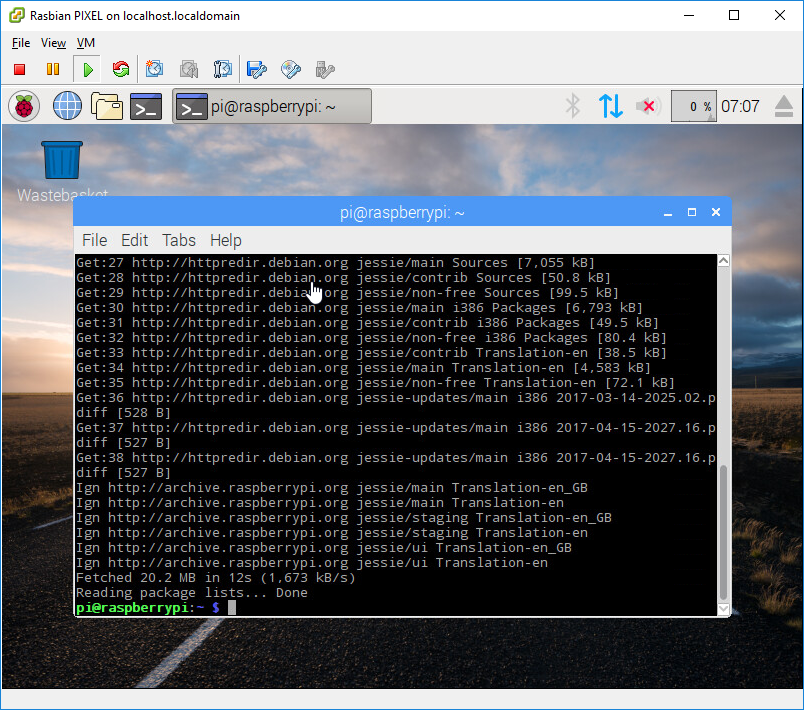 Rasbian PIXEL on localhost.localdomain
File View VM
pi@raspberrypi: ~
0 %
07:07
Wastebasket
pi@raspberrypi: ~
File Edit Tabs Help
Get:27 http://httpredir.debian.org jessie/main Sources [7,055 kB]
Get:28 http://httpredir.debian.org jessie/contrib Sources [50.8 kB]
Get:29 http://httpredir.debian.org jessie/non-free Sources [99.5 kB]
Get:30 http://httpredir.debian.org jessie/main i386 Packages [6,793 kB]
Get:31 http://httpredir.debian.org jessie/contrib i386 Packages [49.5 kB]
Get:32 http://httpredir.debian.org jessie/non-free i386 Packages [80.4 kB]
Get:33 http://httpredir.debian.org jessie/contrib Translation-en [38.5 kB]
Get:34 http://httpredir.debian.org jessie/main Translation-en [4,583 kB]
Get:35 http://httpredir.debian.org jessie/non-free Translation-en [72.1 kB]
Get:36 http://httpredir.debian.org jessie-updates/main i386 2017-03-14-2025.02.p
diff [528 B]
Get:37 http://httpredir.debian.org jessie-updates/main i386 2017-04-15-2027.16.p
diff [527 B]
Get:38 http://httpredir.debian.org jessie-updates/main i386 2017-04-15-2027.16.p
diff [527 B]
Ign http://archive.raspberrypi.org jessie/main Translation-en_GB
Ign http://archive.raspberrypi.org jessie/main Translation-en
Ign http://archive.raspberrypi.org jessie/staging Translation-en_GB
Ign http://archive.raspberrypi.org jessie/staging Translation-en
Ign http://archive.raspberrypi.org jessie/ui Translation-en_GB
Ign http://archive.raspberrypi.org jessie/ui Translation-en
Fetched 20.2 MB in 12s (1,673 kB/s)
Reading package lists... Done
pi@raspberrypi:~ $